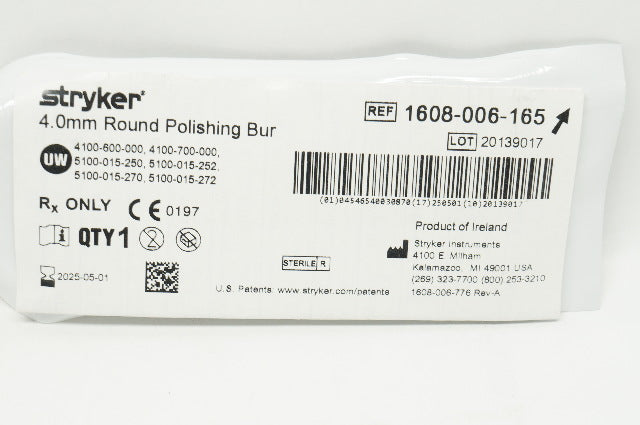 stryker®
4.0mm Round Polishing Bur
REF 1608-006-165
LOT 20139017
UW 4100-600-000, 4100-700-000,
5100-015-250, 5100-015-252,
5100-015-270, 5100-015-272
(01)04546540030870(17)250501(10)20139017
Rx ONLY CE 0197
QTY 1
2
STERILE R
2025-05-01
Product of Ireland
Stryker Instruments
4100 E. Milham
Kalamazoo, MI 49001 USA
(269) 323-7700 (800) 253-3210
U.S. Patents: www.stryker.com/patents
1608-006-776 Rev-A